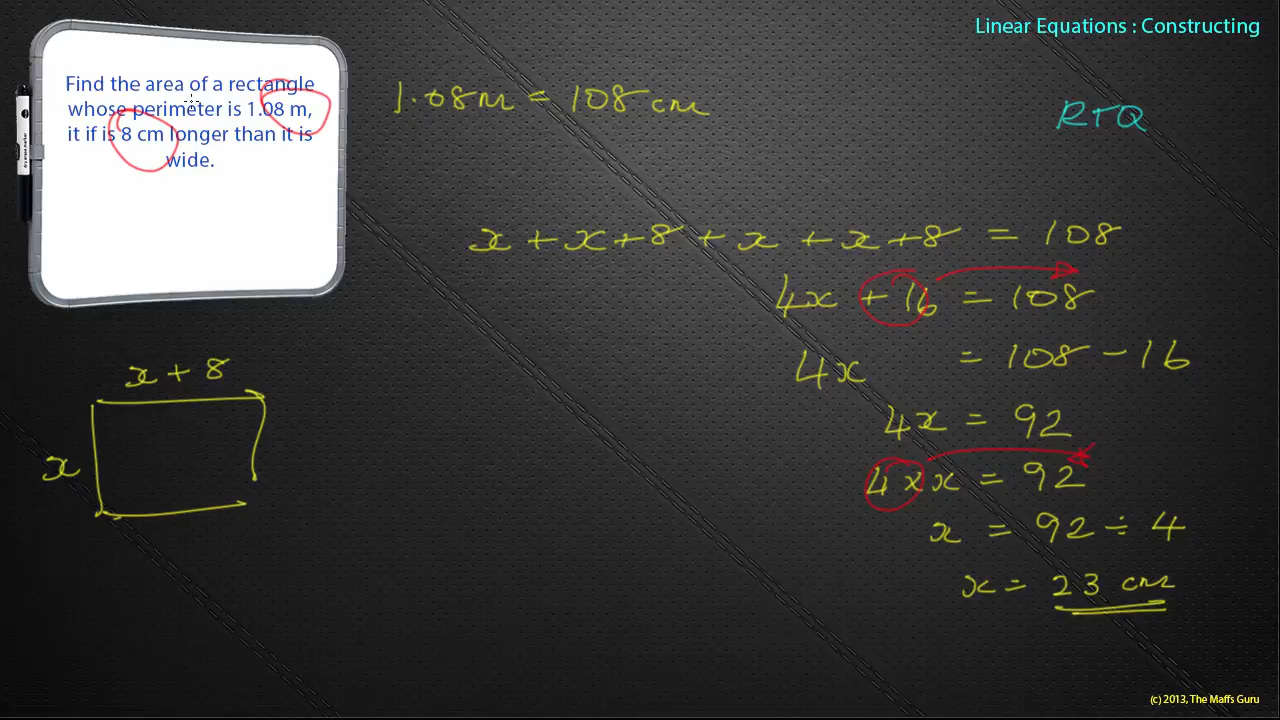 Linear Equations : Constructing
Find the area of a rectangle
whose perimeter is 1.08 m,
it if is 8 cm longer than it is
wide.
1.08m = 108 cm
RTQ
x + x + 8 + x + x + 8 = 108
4x + 16 = 108
4x = 108 - 16
4x = 92
4 × x = 92
x = 92 ÷ 4
x = 23 cm
x + 8
x
(c) 2013, The Maffs Guru